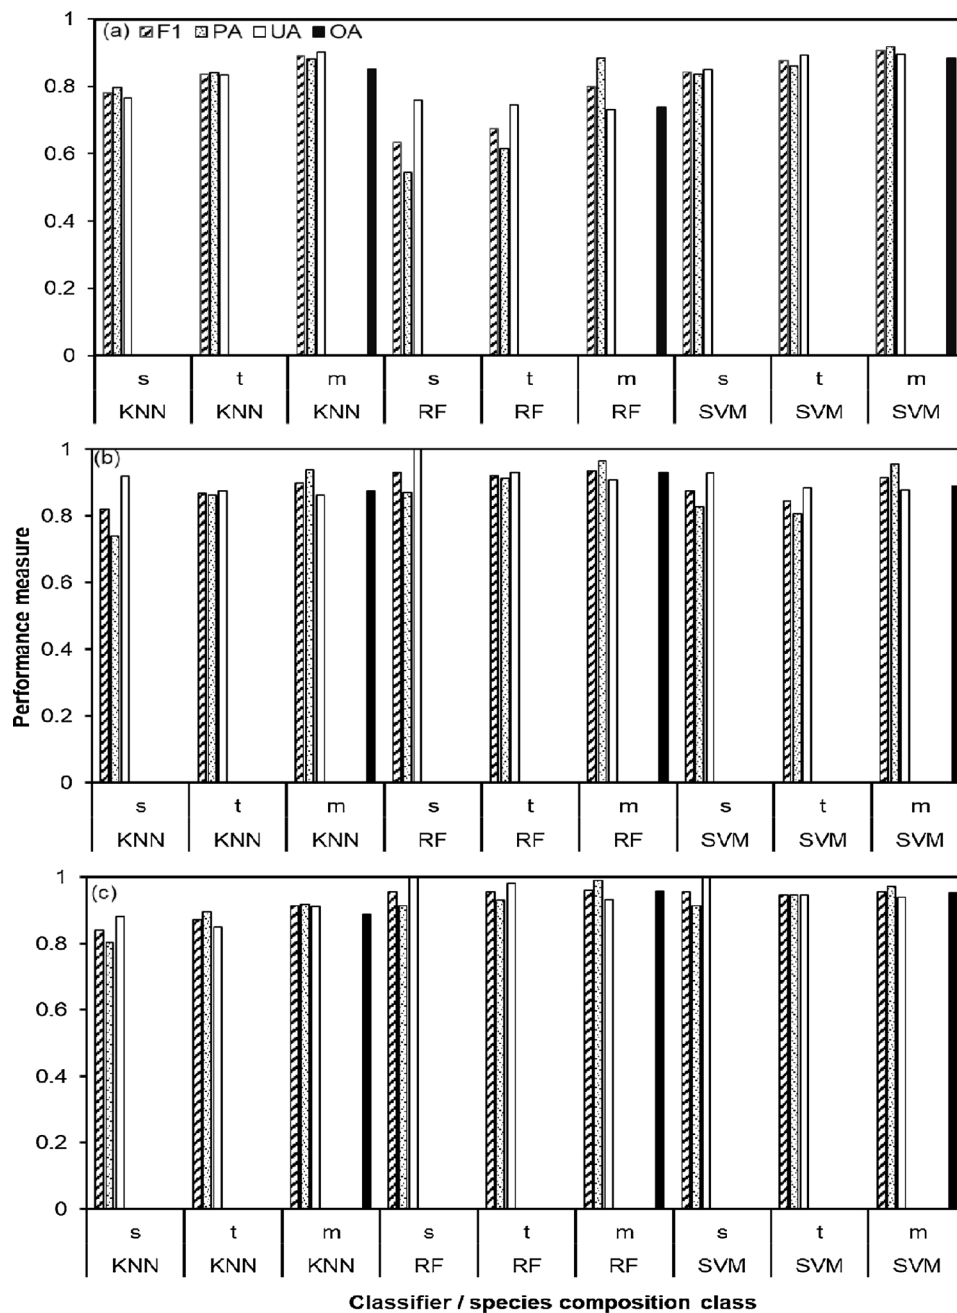 (a) F1 PA UA OA
1
0.8
0.6
0.4
0.2
0
s t m s t m s t m
KNN KNN KNN RF RF RF SVM SVM SVM
(b)
1
0.8
0.6
0.4
0.2
0
s t m s t m s t m
KNN KNN KNN RF RF RF SVM SVM SVM
Performance measure
(c)
1
0.8
0.6
0.4
0.2
0
s t m s t m s t m
KNN KNN KNN RF RF RF SVM SVM SVM
Classifier / species composition class